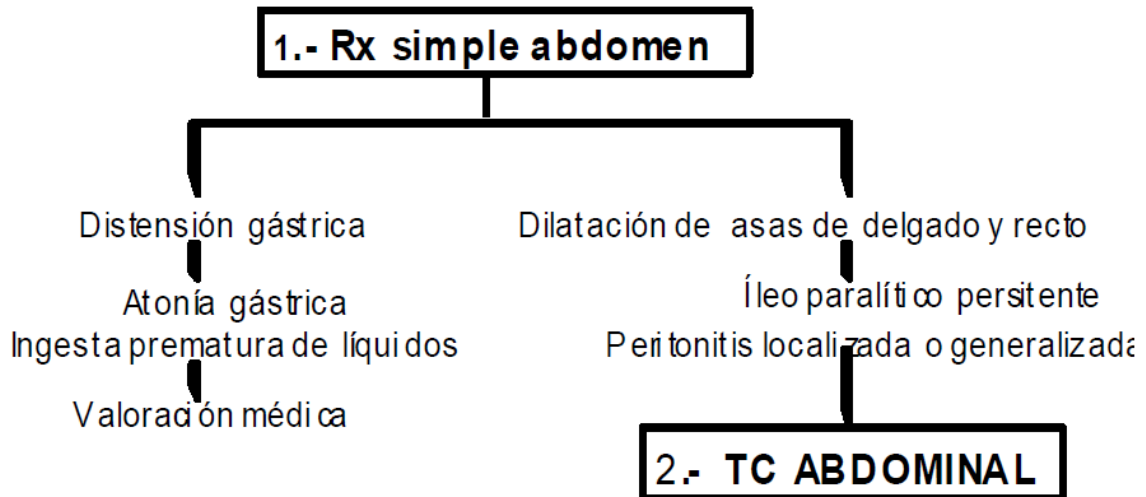 1.- Rx simple abdomen
Distensión gástrica
Atonía gástrica
Ingesta prematura de líquidos
Valoración médica
Dilatación de asas de delgado y recto
Íleo paralítico persitente
Peritonitis localizada o generalizada
2.- TC ABDOMINAL